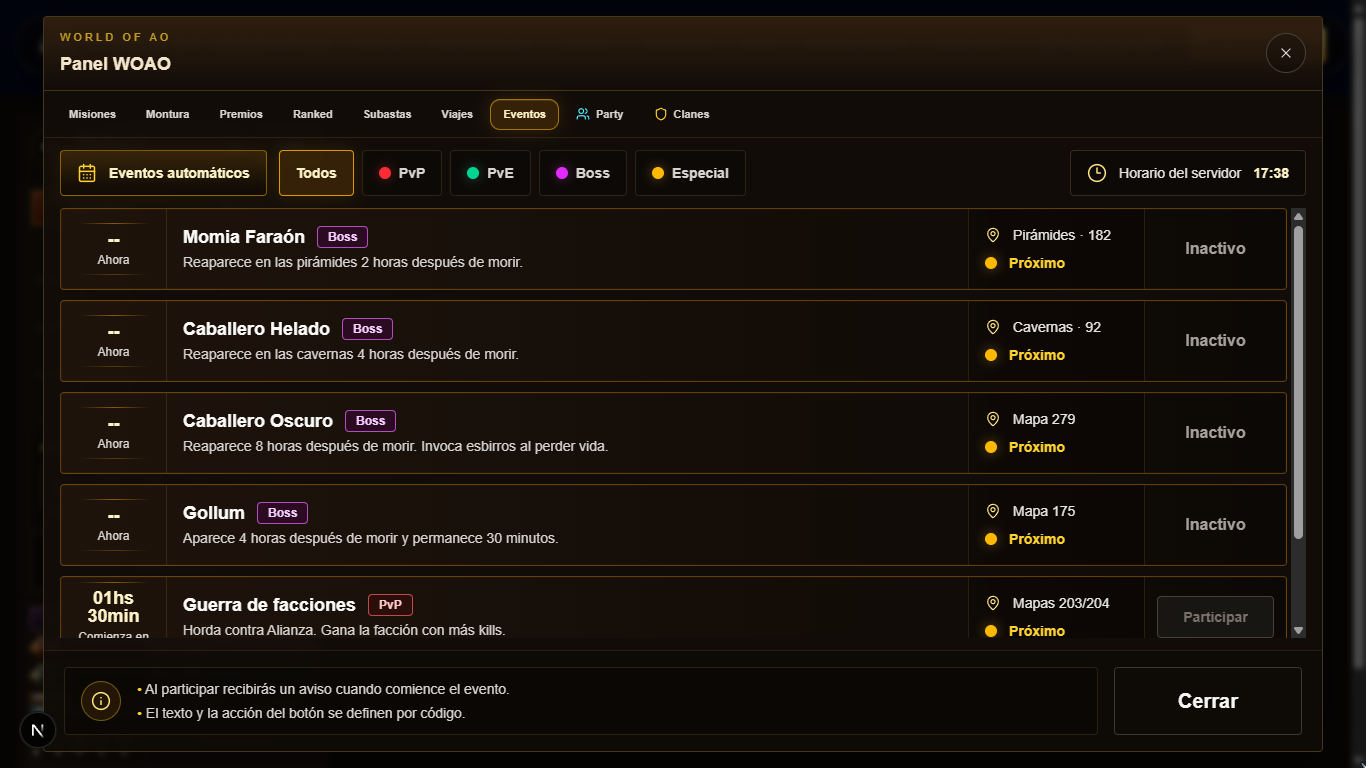 WORLD OF AO
Panel WOAO
Misiones Montura Premios Ranked Subastas Viajes Eventos Party Clanes
Eventos automáticos Todos PvP PvE Boss Especial Horario del servidor 17:38
--
Ahora
Momia Faraón Boss
Reaparece en las pirámides 2 horas después de morir.
Pirámides · 182
Próximo
Inactivo
--
Ahora
Caballero Helado Boss
Reaparece en las cavernas 4 horas después de morir.
Cavernas · 92
Próximo
Inactivo
--
Ahora
Caballero Oscuro Boss
Reaparece 8 horas después de morir. Invoca esbirros al perder vida.
Mapa 279
Próximo
Inactivo
--
Ahora
Gollum Boss
Aparece 4 horas después de morir y permanece 30 minutos.
Mapa 175
Próximo
Inactivo
01hs
30min
Comienza en
Guerra de facciones PvP
Horda contra Alianza. Gana la facción con más kills.
Mapas 203/204
Próximo
Participar
• Al participar recibirás un aviso cuando comience el evento.
• El texto y la acción del botón se definen por código.
Cerrar
N